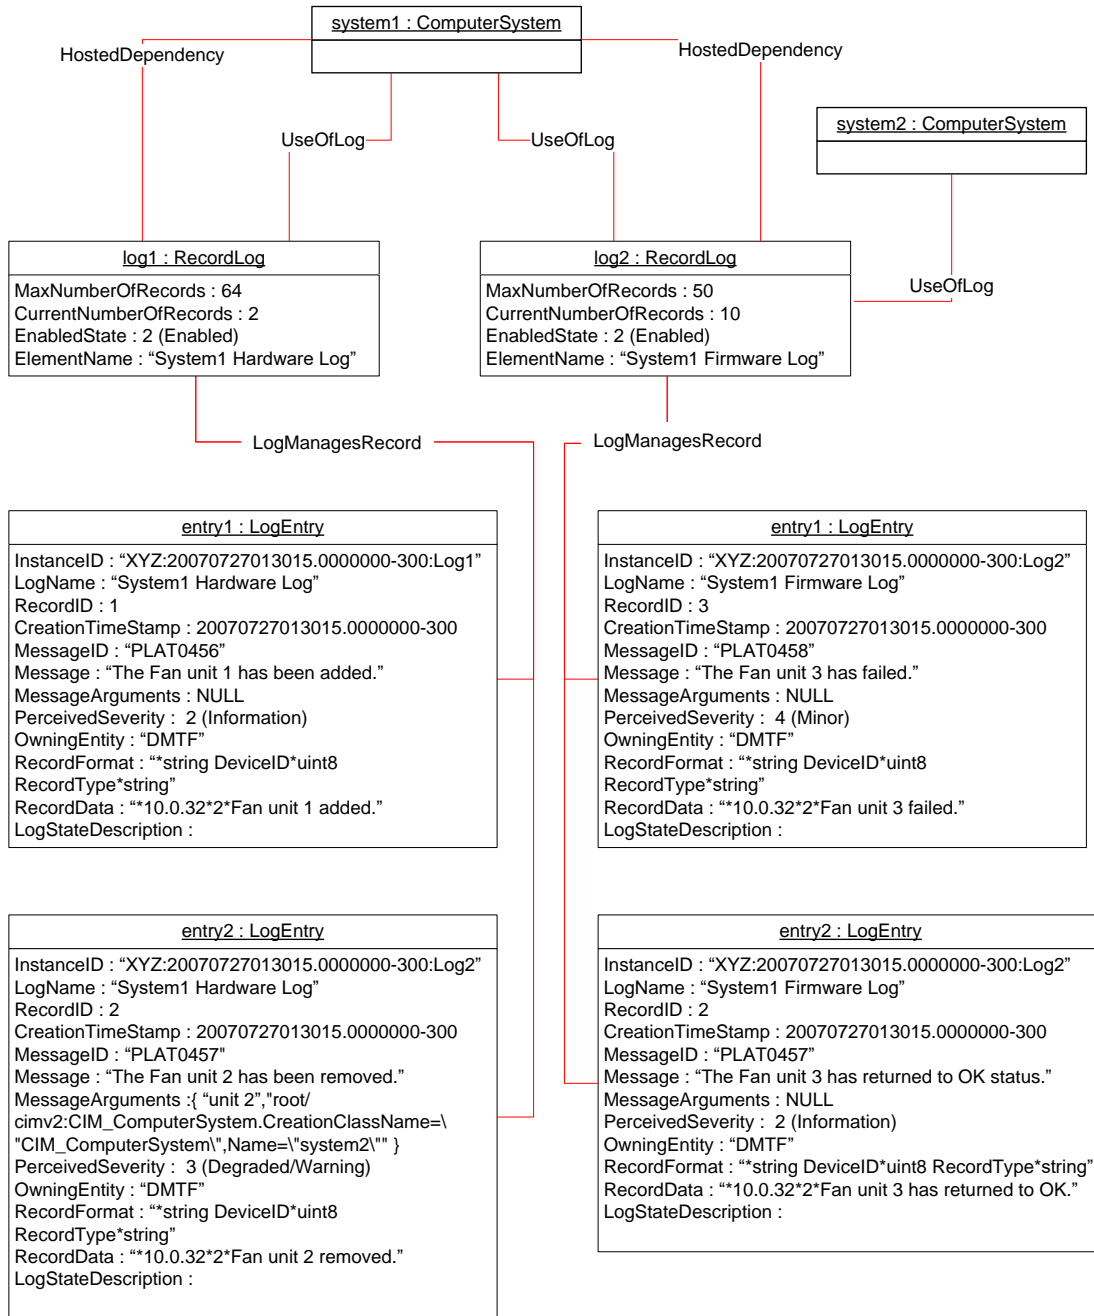 system1 : ComputerSystem
HostedDependency
HostedDependency
UseOfLog
UseOfLog
system2 : ComputerSystem
UseOfLog
log1 : RecordLog
MaxNumberOfRecords : 64
CurrentNumberOfRecords : 2
EnabledState : 2 (Enabled)
ElementName : “System1 Hardware Log”
log2 : RecordLog
MaxNumberOfRecords : 50
CurrentNumberOfRecords : 10
EnabledState : 2 (Enabled)
ElementName : “System1 Firmware Log”
LogManagesRecord
LogManagesRecord
entry1 : LogEntry
InstanceID : “XYZ:20070727013015.0000000-300:Log1”
LogName : “System1 Hardware Log”
RecordID : 1
CreationTimeStamp : 20070727013015.0000000-300
MessageID : “PLAT0456”
Message : “The Fan unit 1 has been added.”
MessageArguments : NULL
PerceivedSeverity :  2 (Information)
OwningEntity : “DMTF”
RecordFormat : “*string DeviceID*uint8
RecordType*string”
RecordData : “*10.0.32*2*Fan unit 1 added.”
LogStateDescription :
entry1 : LogEntry
InstanceID : “XYZ:20070727013015.0000000-300:Log2”
LogName : “System1 Firmware Log”
RecordID : 3
CreationTimeStamp : 20070727013015.0000000-300
MessageID : “PLAT0458”
Message : “The Fan unit 3 has failed.”
MessageArguments : NULL
PerceivedSeverity :  4 (Minor)
OwningEntity : “DMTF”
RecordFormat : “*string DeviceID*uint8
RecordType*string”
RecordData : “*10.0.32*2*Fan unit 3 failed.”
LogStateDescription :
entry2 : LogEntry
InstanceID : “XYZ:20070727013015.0000000-300:Log2”
LogName : “System1 Hardware Log”
RecordID : 2
CreationTimeStamp : 20070727013015.0000000-300
MessageID : “PLAT0457"
Message : “The Fan unit 2 has been removed.”
MessageArguments :{ “unit 2”,"root/
cimv2:CIM_ComputerSystem.CreationClassName=\
"CIM_ComputerSystem\",Name=\"system2\"" }
PerceivedSeverity :  3 (Degraded/Warning)
OwningEntity : “DMTF”
RecordFormat : “*string DeviceID*uint8
RecordType*string”
RecordData : “*10.0.32*2*Fan unit 2 removed.”
LogStateDescription :
entry2 : LogEntry
InstanceID : “XYZ:20070727013015.0000000-300:Log2”
LogName : “System1 Firmware Log”
RecordID : 2
CreationTimeStamp : 20070727013015.0000000-300
MessageID : “PLAT0457”
Message : “The Fan unit 3 has returned to OK status.”
MessageArguments : NULL
PerceivedSeverity : 2 (Information)
OwningEntity : “DMTF”
RecordFormat : “*string DeviceID*uint8 RecordType*string”
RecordData : “*10.0.32*2*Fan unit 3 has returned to OK.”
LogStateDescription :